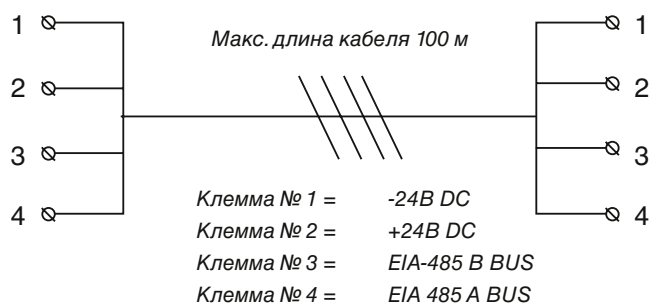 1 1
Макс. длина кабеля 100 м
2 2
3 3
4 4
Клемма № 1 = -24В DC
Клемма № 2 = +24В DC
Клемма № 3 = EIA-485 B BUS
Клемма № 4 = EIA 485 A BUS